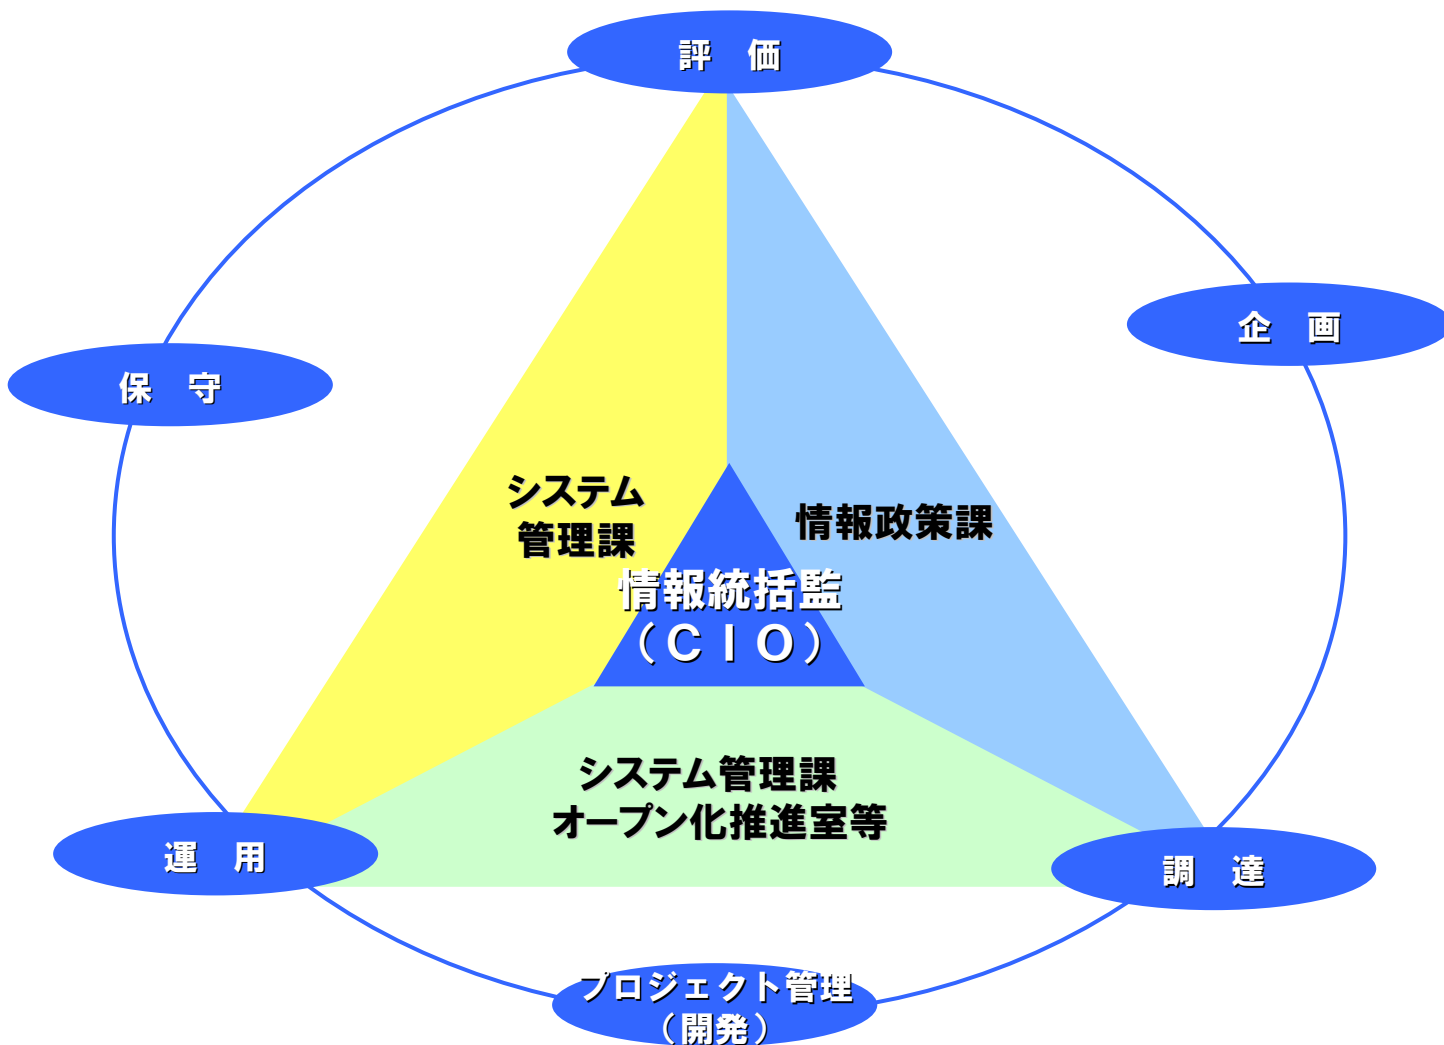 評　価
企　画
保　守
システム
管理課
情報政策課
情報統括監
（ＣＩＯ）
システム管理課
オープン化推進室等
運　用
調　達
プロジェクト管理
（開発）